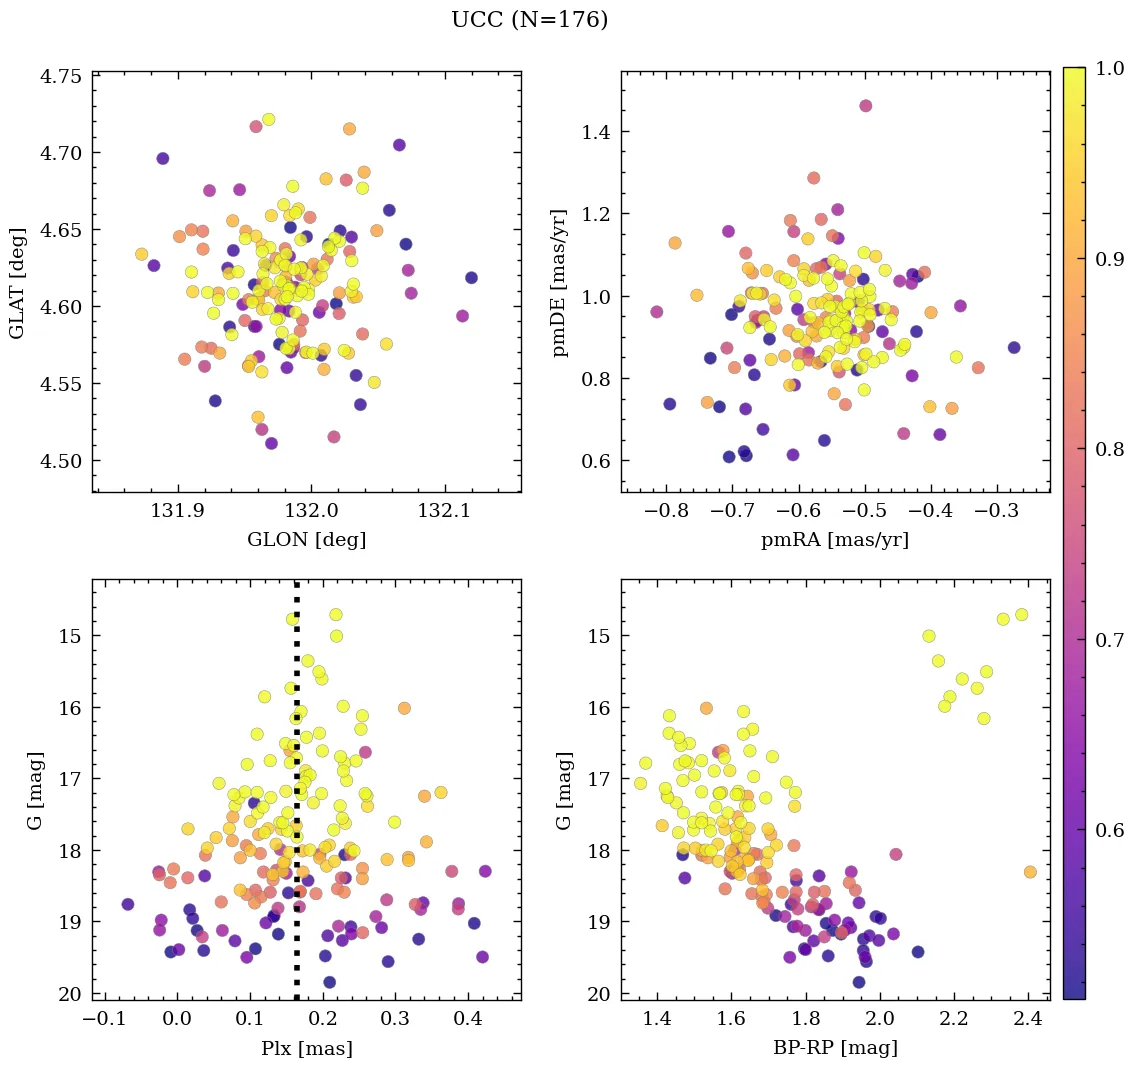 UCC (N=176)
4.75
4.70
4.65
4.60
4.55
4.50
GLAT [deg]
131.9 132.0 132.1
GLON [deg]
1.4
1.2
1.0
0.8
0.6
pmDE [mas/yr]
−0.8 −0.7 −0.6 −0.5 −0.4 −0.3
pmRA [mas/yr]
15
16
17
18
19
20
G [mag]
−0.1 0.0 0.1 0.2 0.3 0.4
Plx [mas]
15
16
17
18
19
20
G [mag]
1.4 1.6 1.8 2.0 2.2 2.4
BP-RP [mag]
1.0
0.9
0.8
0.7
0.6